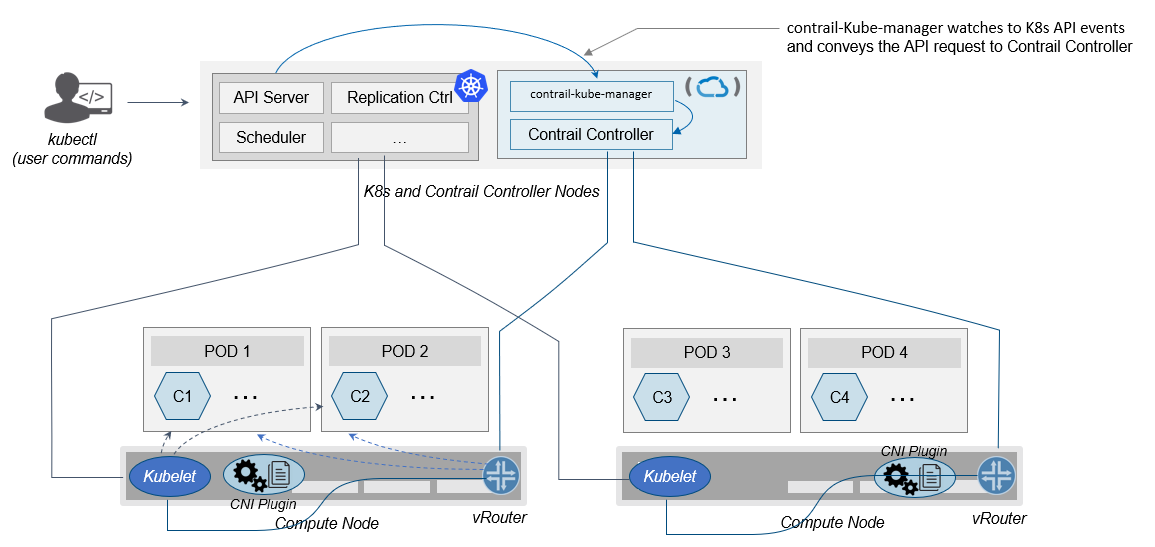 contrail-Kube-manager watches to K8s API events
and conveys the API request to Contrail Controller
kubectl
(user commands)
API Server
Replication Ctrl
Scheduler
...
contrail-kube-manager
Contrail Controller
K8s and Contrail Controller Nodes
POD 1
C1
...
POD 2
C2
...
POD 3
C3
...
POD 4
C4
...
Kubelet
CNI Plugin
Compute Node
vRouter
Kubelet
CNI Plugin
Compute Node
vRouter